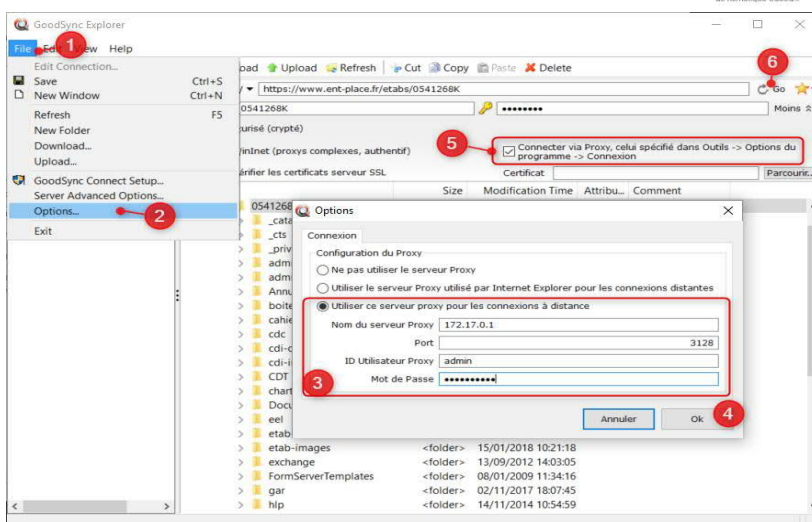 GoodSync Explorer
File Edit View Help
Edit Connection...
Save Ctrl+S
New Window Ctrl+N
Refresh F5
New Folder
Download...
Upload...
GoodSync Connect Setup...
Server Advanced Options...
Options...
Exit
1
2
oad Upload Refresh Cut Copy Paste Delete
6
/ https://www.ent-place.fr/etabs/0541268K Go
0541268K •••••••• Moins
urisé (crypté)
5
/inInet (proxys complexes, authentif)
Connecter via Proxy, celui spécifié dans Outils -> Options du
programme -> Connexion
érifier les certificats serveur SSL Certificat Parcourir...
Size Modification Time Attribu... Comment
0541268
_cata
_cts
_priv
admi
admi
Annu
boite
cahie
cdc
cdi-c
cdi-i
CDT
chart
Docu
eel
etab
Options
Connexion
Configuration du Proxy
Ne pas utiliser le serveur Proxy
Utiliser le serveur Proxy utilisé par Internet Explorer pour les connexions distantes
Utiliser ce serveur proxy pour les connexions à distance
Nom du serveur Proxy 172.17.0.1
Port 3128
ID Utilisateur Proxy admin
Mot de Passe ••••••••••
3
Annuler Ok
4
etab-images <folder> 15/01/2018 10:21:18
exchange <folder> 13/09/2012 14:03:05
FormServerTemplates <folder> 08/01/2009 11:34:16
gar <folder> 02/11/2017 18:07:45
hlp <folder> 14/11/2014 10:54:59